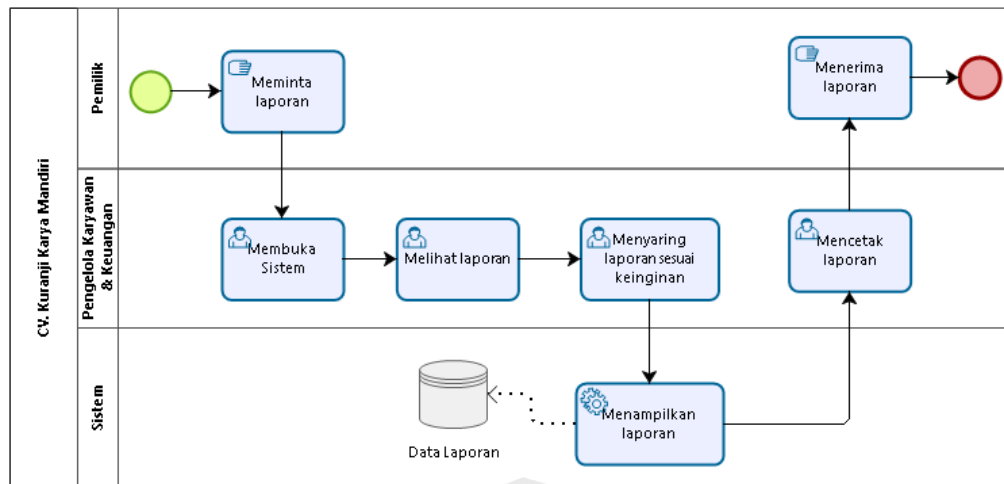 CV. Kuranji Karya Mandiri
Pemilik
Meminta
laporan
Menerima
laporan
Pengelola Karyawan
& Keuangan
Membuka
Sistem
Melihat laporan
Menyaring
laporan sesuai
keinginan
Mencetak
laporan
Sistem
Data Laporan
Menampilkan
laporan